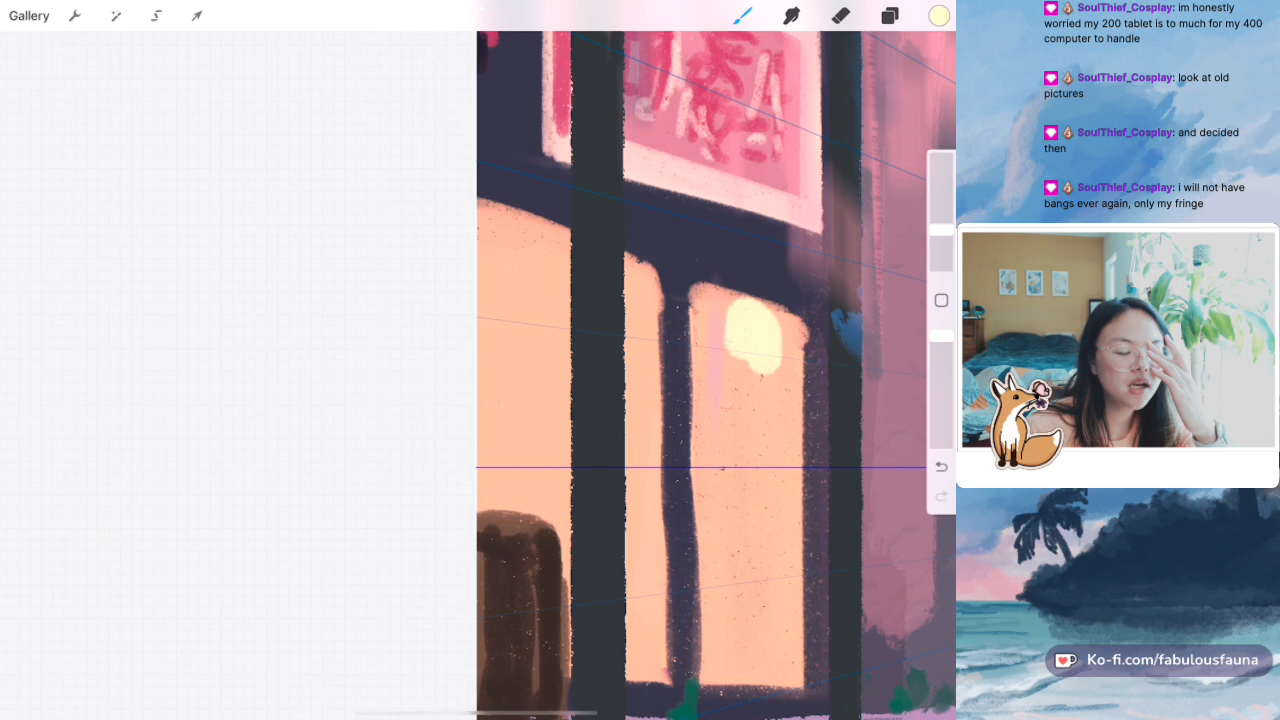 Gallery
SoulThief_Cosplay: im honestly
worried my 200 tablet is to much for my 400
computer to handle
SoulThief_Cosplay: look at old
pictures
SoulThief_Cosplay: and decided
then
SoulThief_Cosplay: i will not have
bangs ever again, only my fringe
Ko-fi.com/fabulousfauna